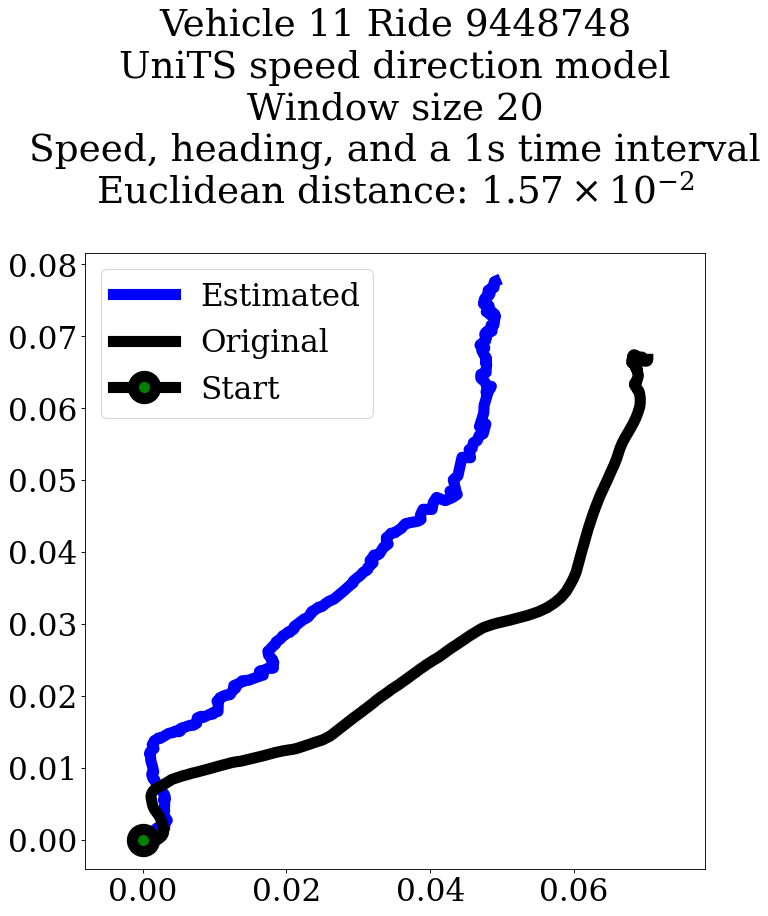 Vehicle 11 Ride 9448748
UniTS speed direction model
Window size 20
Speed, heading, and a 1s time interval
Euclidean distance: 1.57 × 10⁻²
0.08
Estimated
0.07
Original
Start
0.06
0.05
0.04
0.03
0.02
0.01
0.00
0.00 0.02 0.04 0.06